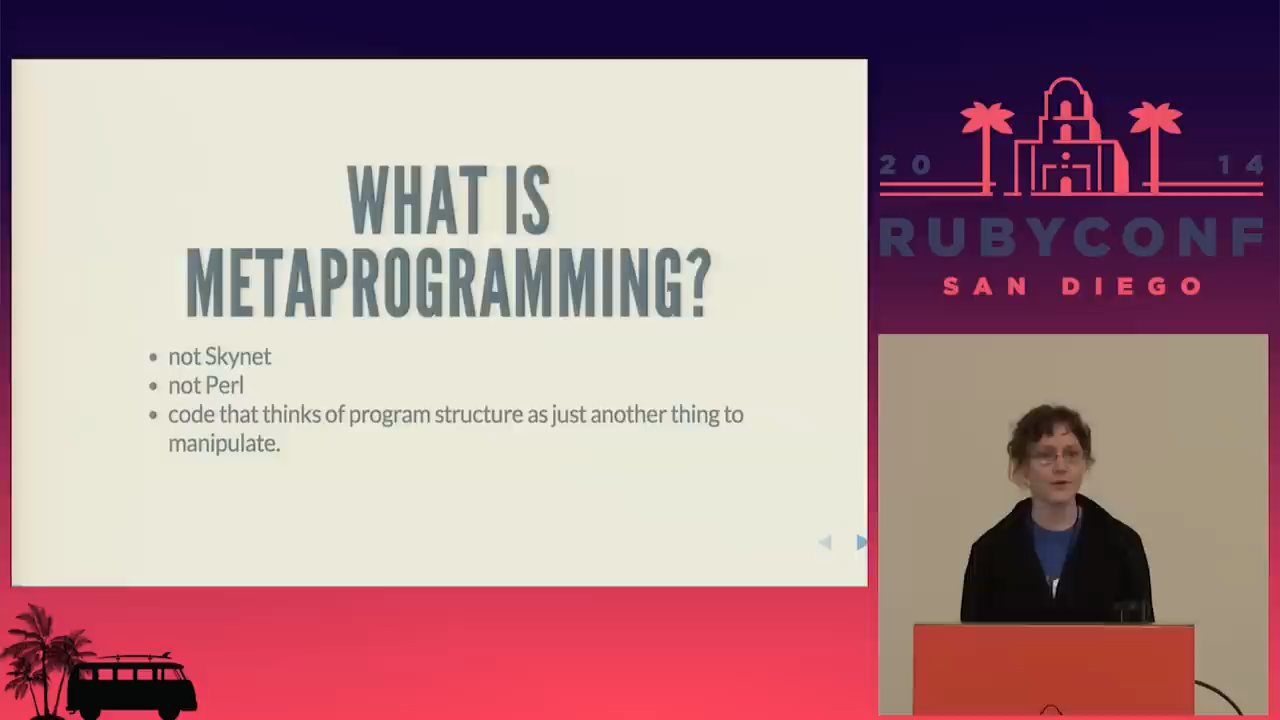 WHAT IS
METAPROGRAMMING?
• not Skynet
• not Perl
• code that thinks of program structure as just another thing to
manipulate.
20 14
RUBYCONF
SAN DIEGO